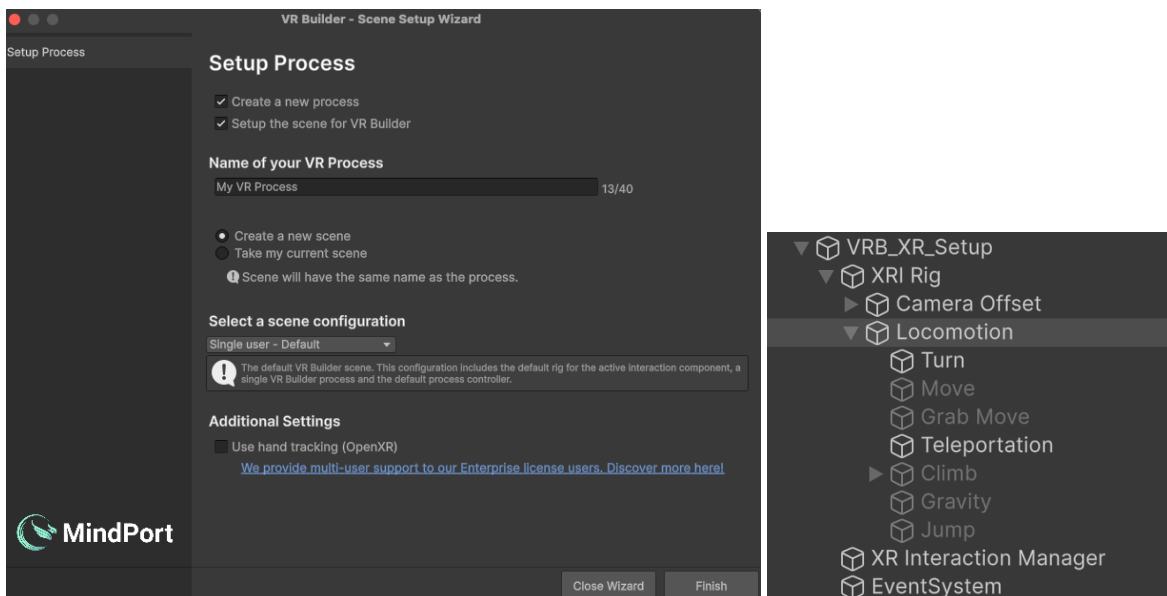 VR Builder - Scene Setup Wizard
Setup Process
Setup Process
Create a new process
Setup the scene for VR Builder
Name of your VR Process
My VR Process
13/40
Create a new scene
Take my current scene
Scene will have the same name as the process.
Select a scene configuration
Single user - Default
The default VR Builder scene. This configuration includes the default rig for the active interaction component, a
single VR Builder process and the default process controller.
Additional Settings
Use hand tracking (OpenXR)
We provide multi-user support to our Enterprise license users. Discover more here!
MindPort
Close Wizard
Finish
VRB_XR_Setup
XRI Rig
Camera Offset
Locomotion
Turn
Move
Grab Move
Teleportation
Climb
Gravity
Jump
XR Interaction Manager
EventSystem